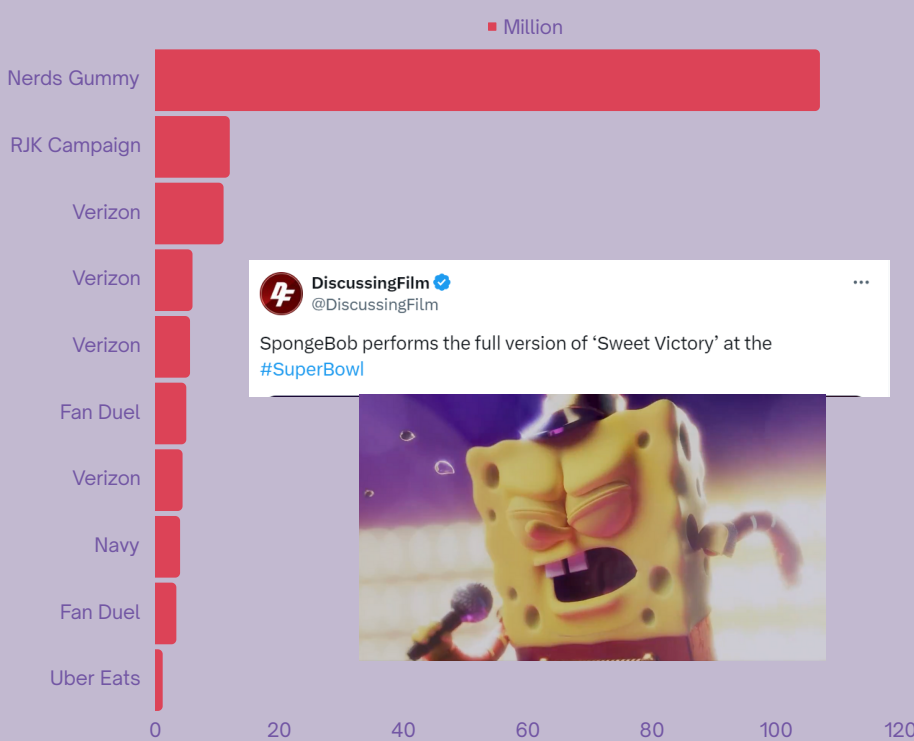 Million
Nerds Gummy
RJK Campaign
Verizon
Verizon
Verizon
Fan Duel
Verizon
Navy
Fan Duel
Uber Eats
DiscussingFilm
@DiscussingFilm
SpongeBob performs the full version of ‘Sweet Victory’ at the
#SuperBowl
0 20 40 60 80 100 120